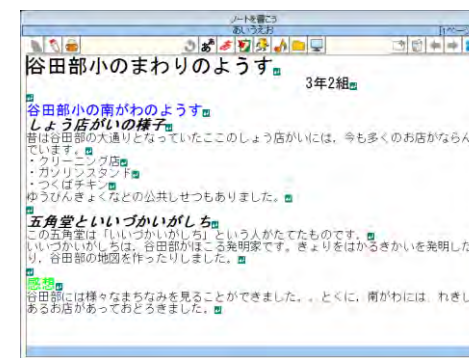 ノートを書こう
あいうえお
1ページ
谷田部小のまわりのようす
3年2組
谷田部小の南がわのようす
しょう店がいの様子
昔は谷田部の大通りとなっていたここのしょう店がいには、今も多くのお店がならん
でいます。
・クリーニング店
・ガソリンスタンド
・つくばチキン
ゆうびんきょくなどの公共しせつもありました。
五角堂といいづかいがしち
この五角堂は「いいづかいがしち」という人がたてたものです。
いいづかいがしちは、谷田部がほこる発明家です。きょりをはかるきかいを発明した
り、谷田部の地図を作ったりしました。
感想
谷田部には様々なまちなみを見ることができました。。とくに、南がわには、れきし
あるお店があっておどろきました。